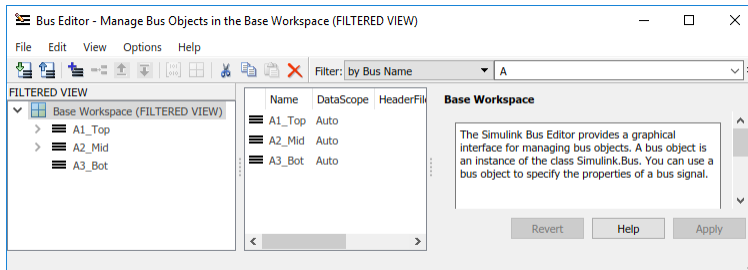 Bus Editor - Manage Bus Objects in the Base Workspace (FILTERED VIEW)
File Edit View Options Help
Filter: by Bus Name A
FILTERED VIEW
Base Workspace (FILTERED VIEW)
A1_Top
A2_Mid
A3_Bot
Name DataScope HeaderFil
A1_Top Auto
A2_Mid Auto
A3_Bot Auto
Base Workspace
The Simulink Bus Editor provides a graphical
interface for managing bus objects. A bus object is
an instance of the class Simulink.Bus. You can use a
bus object to specify the properties of a bus signal.
Revert Help Apply